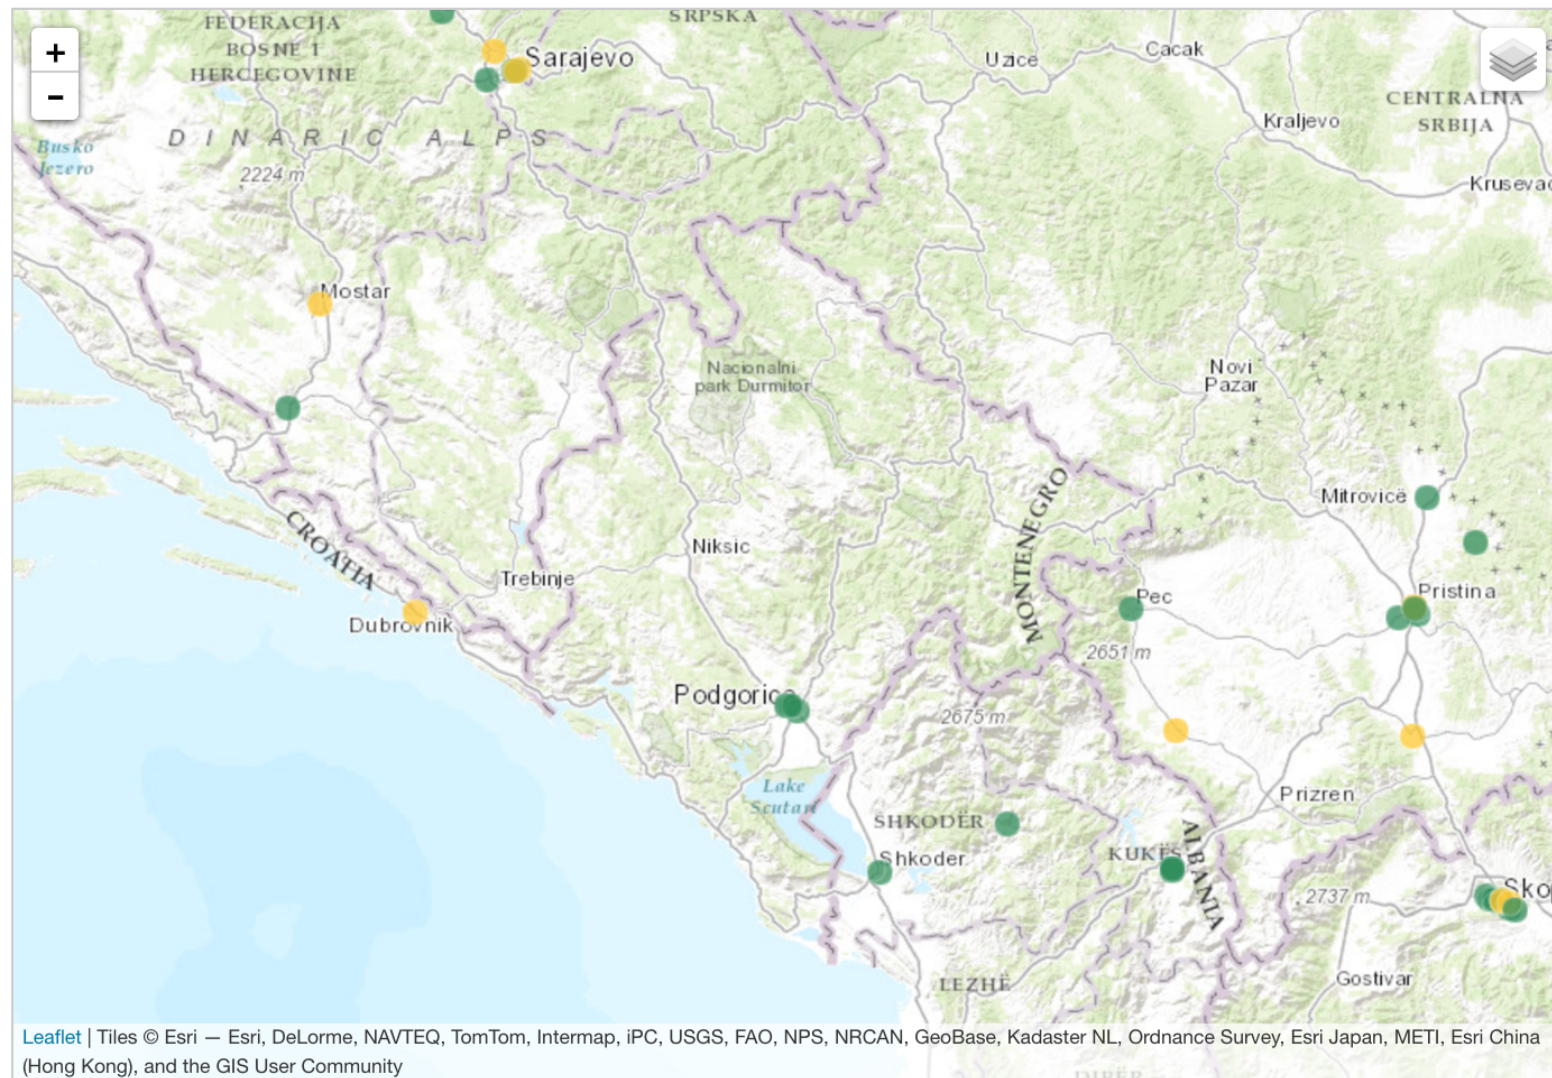 FEDERACIJA
BOSNE I
HERCEGOVINE
SRPSKA
+
−
Sarajevo
Uzice
Cacak
CENTRALNA
SRBIJA
Kraljevo
Krusevac
DINARIC ALPS
Busko
Jezero
2224 m
Mostar
Nacionalni
park Durmitor
Novi
Pazar
MONTENEGRO
Mitrovicë
CROATIA
Niksic
Trebinje
Pec
Pristina
Dubrovnik
2651 m
Podgorica
2675 m
Lake
Scutari
Prizren
SHKODËR
Shkoder
KUKËS
ALBANIA
2737 m
Sko
Gostivar
LEZHË
Leaflet | Tiles © Esri — Esri, DeLorme, NAVTEQ, TomTom, Intermap, iPC, USGS, FAO, NPS, NRCAN, GeoBase, Kadaster NL, Ordnance Survey, Esri Japan, METI, Esri China
(Hong Kong), and the GIS User Community